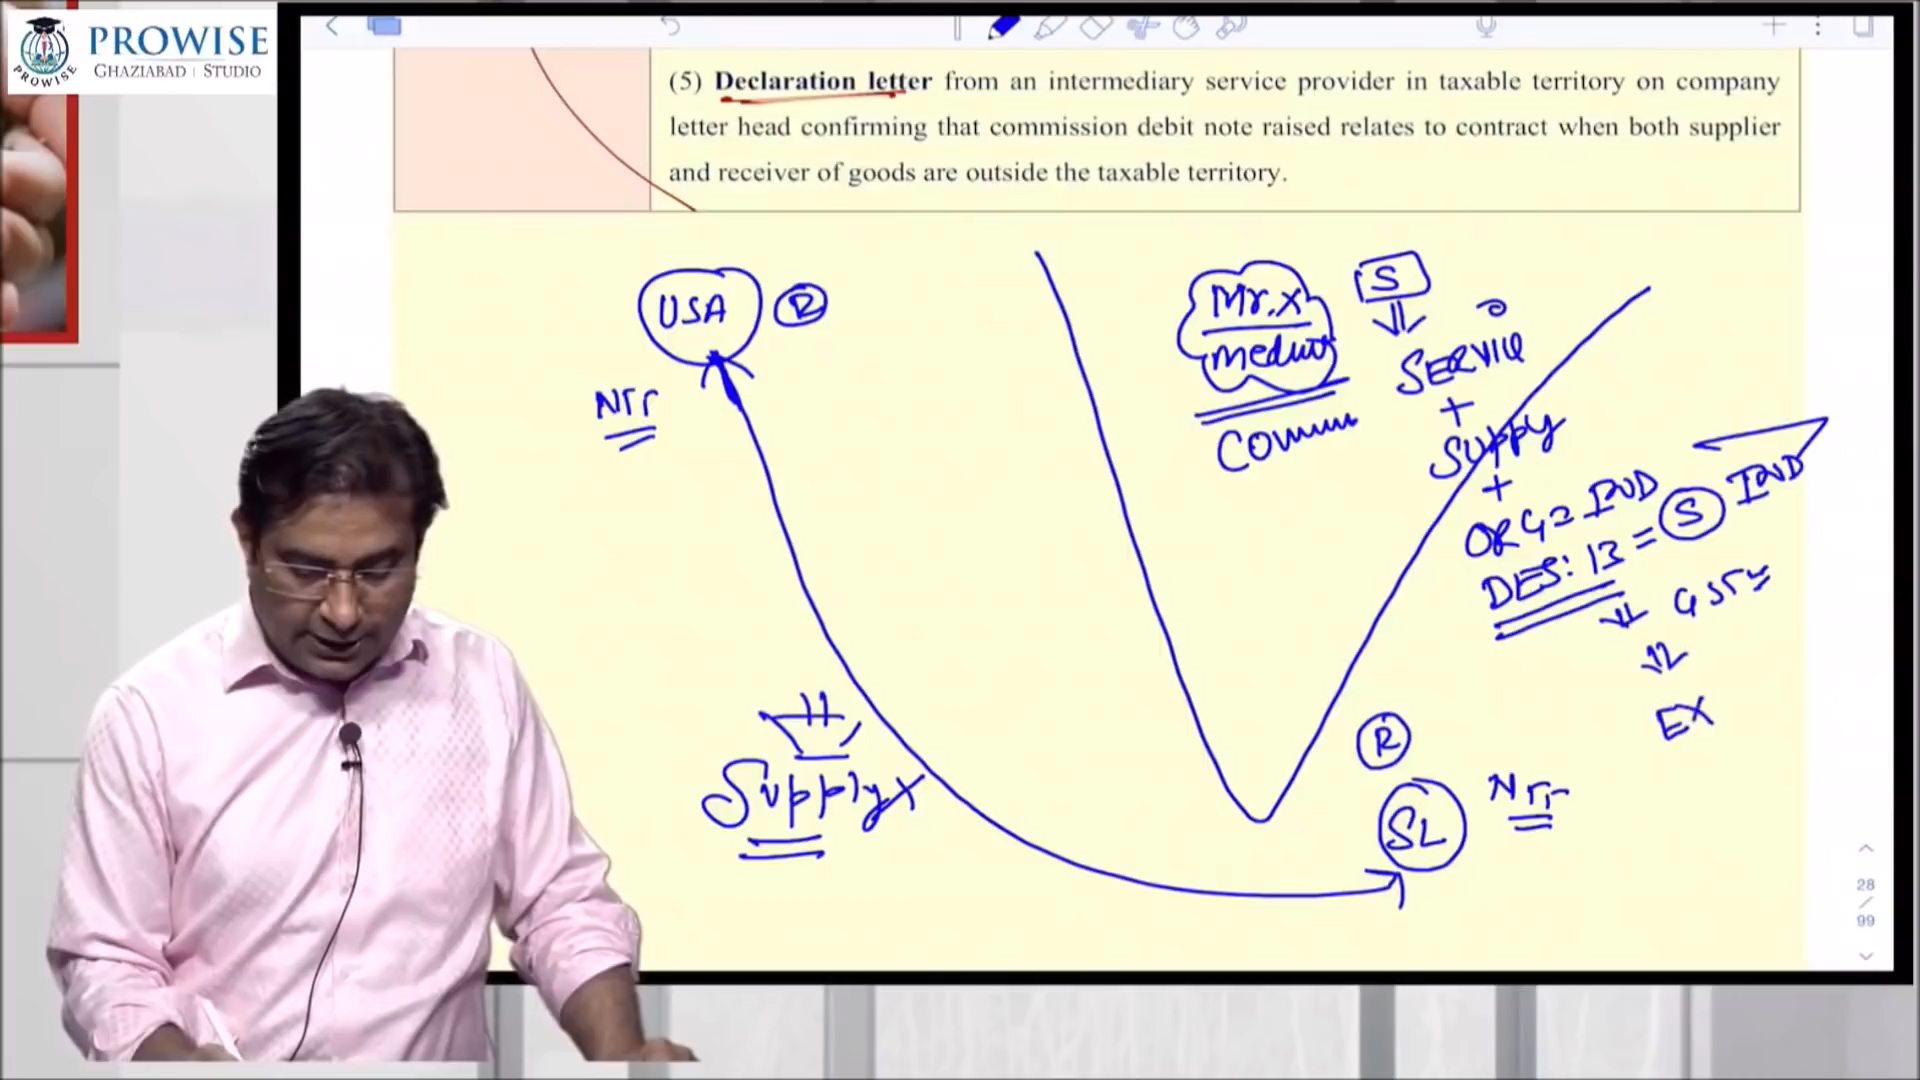 PROWISE
GHAZIABAD | STUDIO
PROWISE
(5) Declaration letter from an intermediary service provider in taxable territory on company
letter head confirming that commission debit note raised relates to contract when both supplier
and receiver of goods are outside the taxable territory.
USA R
NTT
Mr. X
S
SERVICE
+
Supply
+
ORG = IND
DES: 13 = S IND
GST
EX
Supply X
R
SL
NTT
28
/
99